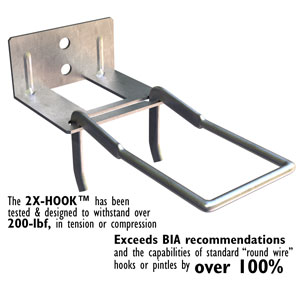 The 2X-HOOK™ has been
tested & designed to withstand over
200-lbf, in tension or compression
Exceeds BIA recommendations
and the capabilities of standard “round wire”
hooks or pintles by over 100%